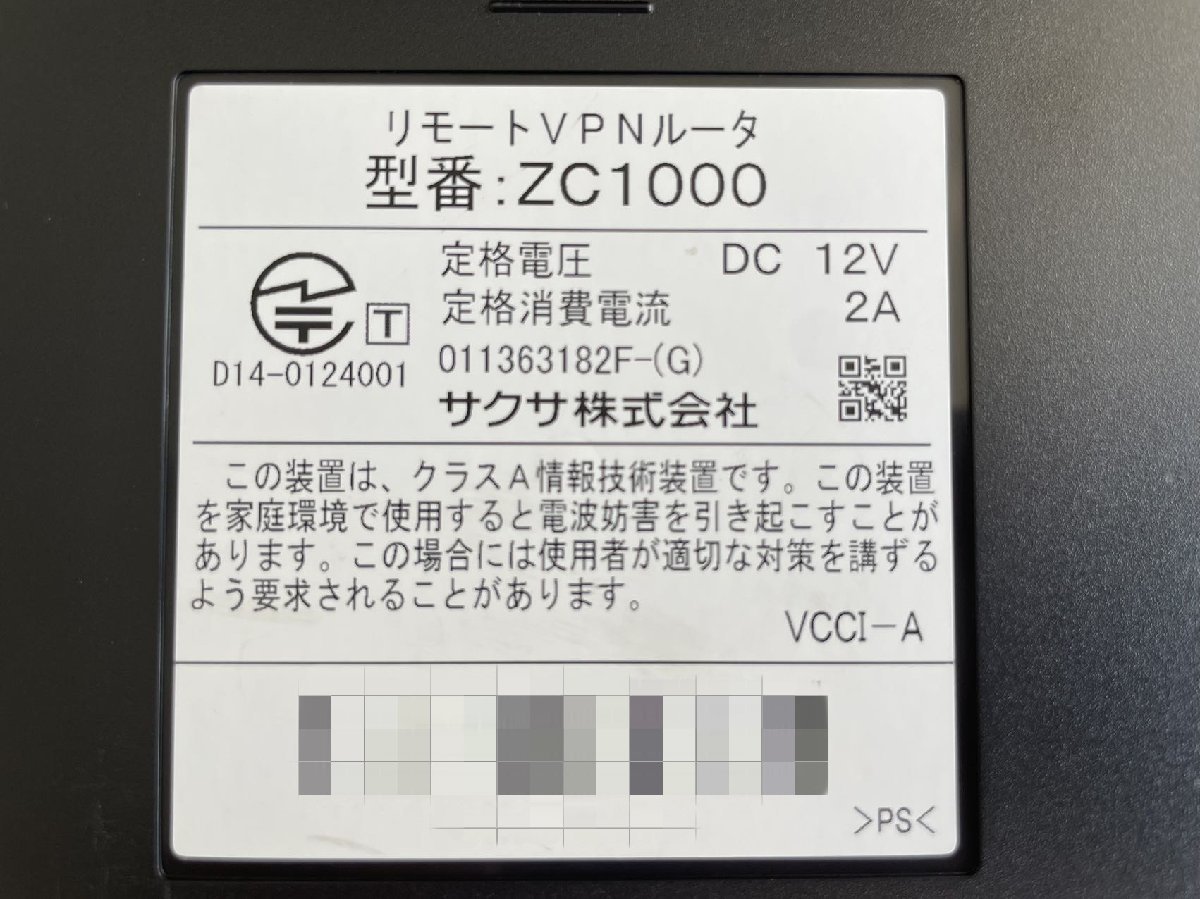 リモートVPNルータ
型番:ZC1000
定格電圧 DC 12V
定格消費電流 2A
T
D14-0124001
011363182F-(G)
サクサ株式会社
この装置は、クラスA情報技術装置です。この装置
を家庭環境で使用すると電波妨害を引き起こすことが
あります。この場合には使用者が適切な対策を講ずる
よう要求されることがあります。
VCCI-A
>PS<